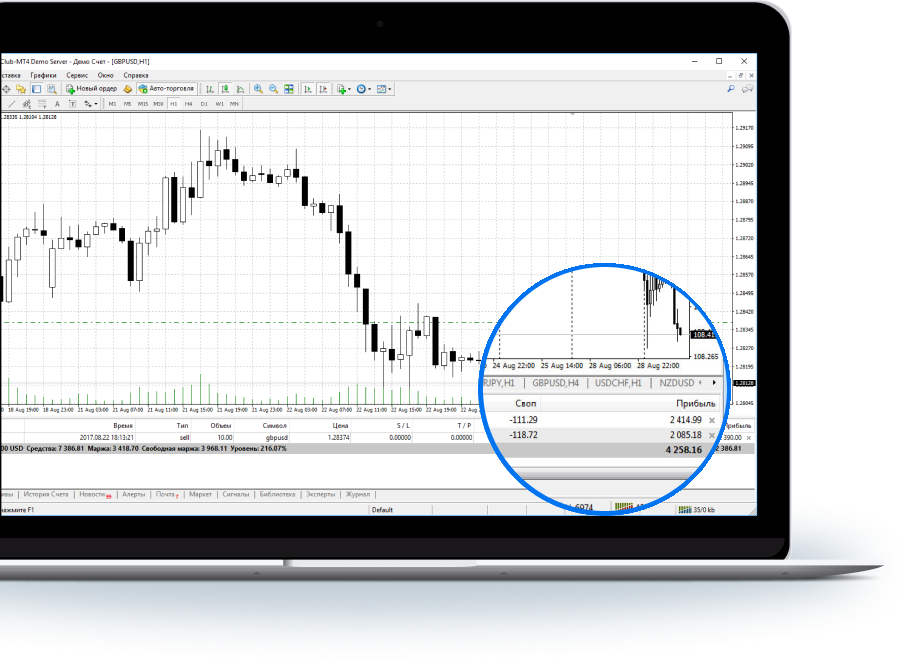 Club-MT4 Demo Server - Демо Счет - [GBPUSD,H1]
ставка Графики Сервис Окно Справка
Новый ордер Авто-торговля
A T M1 M5 M15 M30 H1 H4 D1 W1 MN
1.28335 1.28104 1.28128
1.29170
1.29095
1.29020
1.28945
1.28870
1.28795
1.28720
1.28645
1.28570
1.28495
1.28420
1.28345
1.28270
1.28195
1.28128
1.28045
18 Aug 19:00 18 Aug 23:00 21 Aug 03:00 21 Aug 07:00 21 Aug 11:00 21 Aug 15:00 21 Aug 19:00 21 Aug 23:00 22 Aug 03:00 22 Aug 07:00 22 Aug 11:00 22 Aug 15:00 22 Aug 19:00 22 Aug
108.41
108.265
24 Aug 22:00 25 Aug 14:00 28 Aug 06:00 28 Aug 22:00
RJPY,H1 | GBPUSD,H4 | USDCHF,H1 | NZDUSD
Своп Прибыль
-111.29 2 414.99
-118.72 2 085.18
4 258.16
Время Тип Объем Символ Цена S / L T / P рибыль
2017.08.22 18:13:21 sell 10.00 gbpusd 1.28374 0.00000 0.00000 390.00
00 USD Средства: 7 386.81 Маржа: 3 418.70 Свободная маржа: 3 968.11 Уровень: 216.07% 2 386.81
ивы | История Счета | Новости 99 | Алерты | Почта 7 | Маркет | Сигналы | Библиотека | Эксперты | Журнал |
нажмите F1 Default 35/0 kb